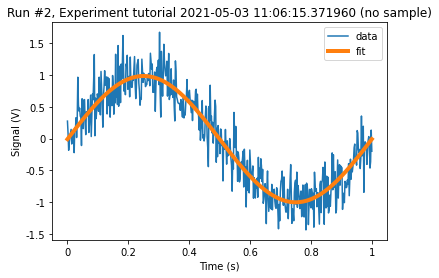 Run #2, Experiment tutorial 2021-05-03 11:06:15.371960 (no sample)
data
fit
Signal (V)
1.5
1
0.5
0
-0.5
-1
-1.5
0
0.2
0.4
0.6
0.8
1
Time (s)